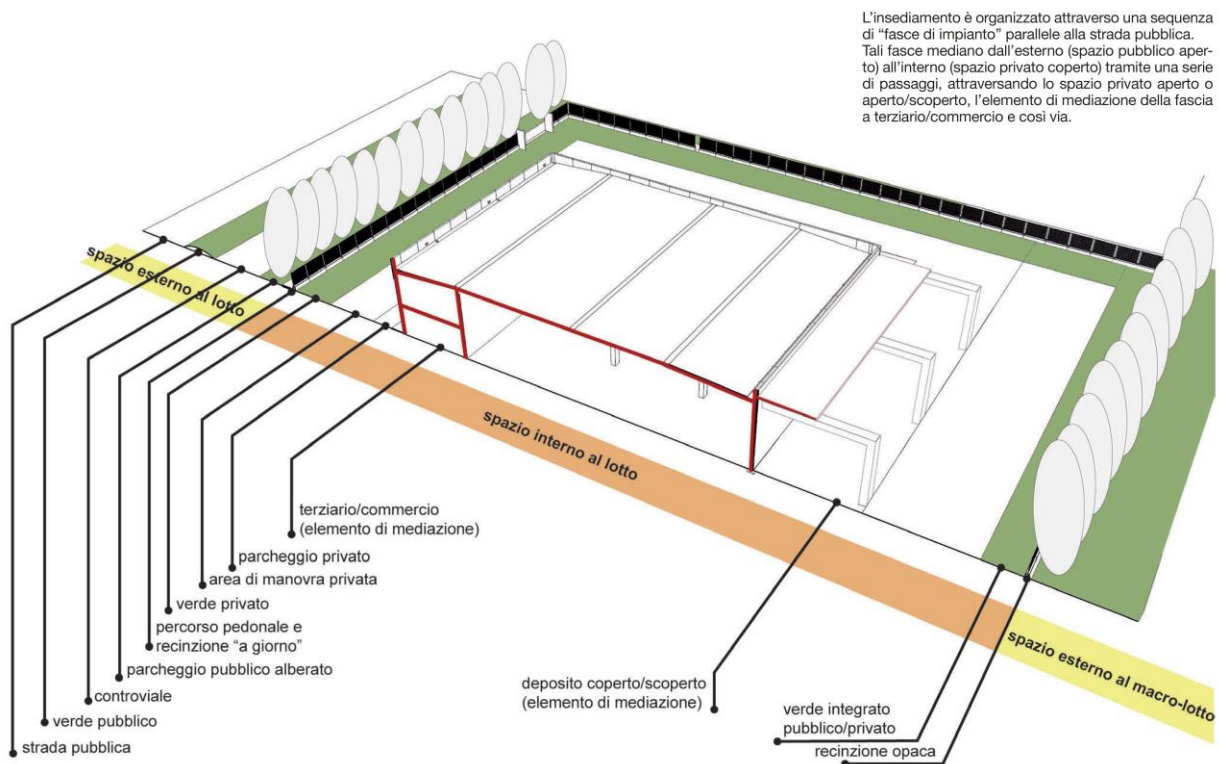 L'insediamento è organizzato attraverso una sequenza
di “fasce di impianto” parallele alla strada pubblica.
Tali fasce mediano dall'esterno (spazio pubblico aper-
to) all'interno (spazio privato coperto) tramite una serie
di passaggi, attraversando lo spazio privato aperto o
aperto/scoperto, l'elemento di mediazione della fascia
a terziario/commercio e così via.
spazio esterno al lotto
spazio interno al lotto
spazio esterno al macro-lotto
terziario/commercio
(elemento di mediazione)
parcheggio privato
area di manovra privata
verde privato
percorso pedonale e
recinzione “a giorno”
parcheggio pubblico alberato
controviale
verde pubblico
strada pubblica
deposito coperto/scoperto
(elemento di mediazione)
verde integrato
pubblico/privato
recinzione opaca